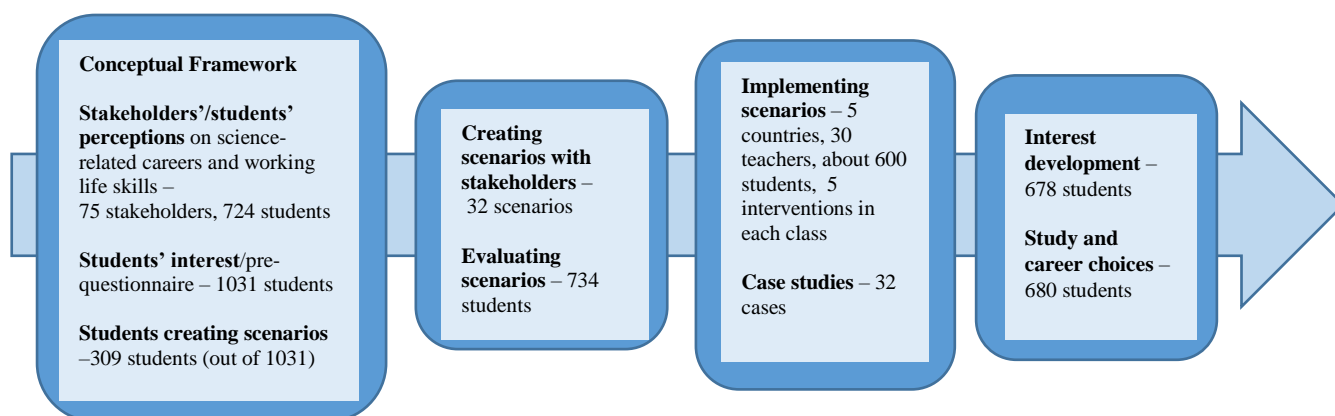 Conceptual Framework
Stakeholders’/students’
perceptions on science-
related careers and working
life skills –
75 stakeholders, 724 students
Students’ interest/pre-
questionnaire – 1031 students
Students creating scenarios
–309 students (out of 1031)
Creating
scenarios with
stakeholders –
32 scenarios
Evaluating
scenarios – 734
students
Implementing
scenarios – 5
countries, 30
teachers, about 600
students, 5
interventions in
each class
Case studies – 32
cases
Interest
development –
678 students
Study and
career choices –
680 students